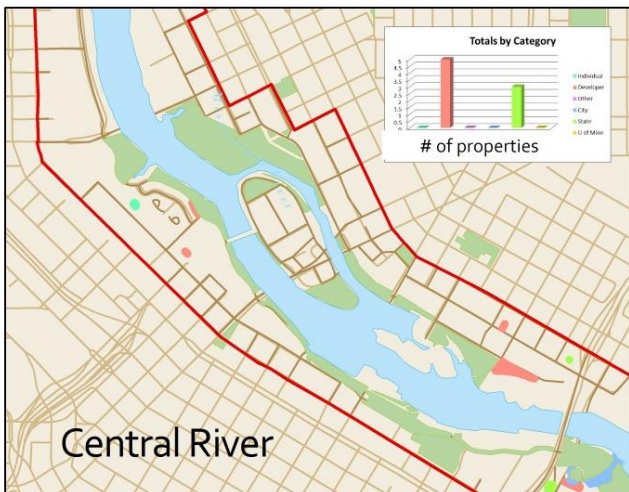 Totals by Category
5
4.5
4
3.5
3
2.5
2
1.5
1
0.5
0
Individual
Developer
Other
City
State
U of Minn
# of properties
Central River